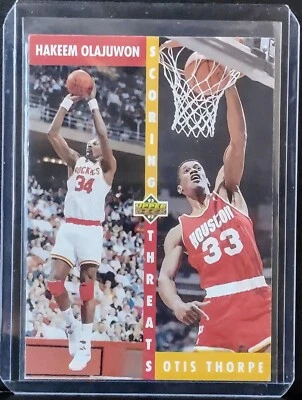 HAKEEM OLAJUWON
SCORING THREATS
ROCKETS
34
UPPER DECK
HOUSTON
33
OTIS THORPE